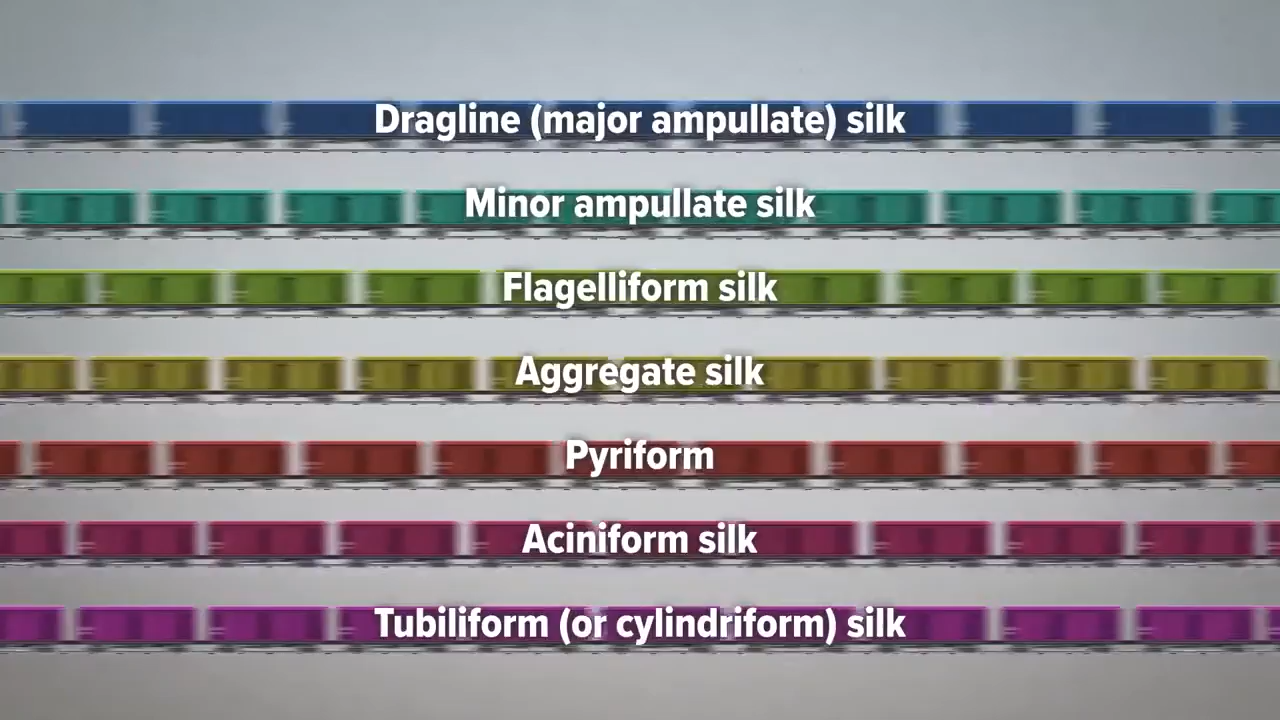 Dragline (major ampullate) silk
Minor ampullate silk
Flagelliform silk
Aggregate silk
Pyriform
Aciniform silk
Tubiliform (or cylindriform) silk